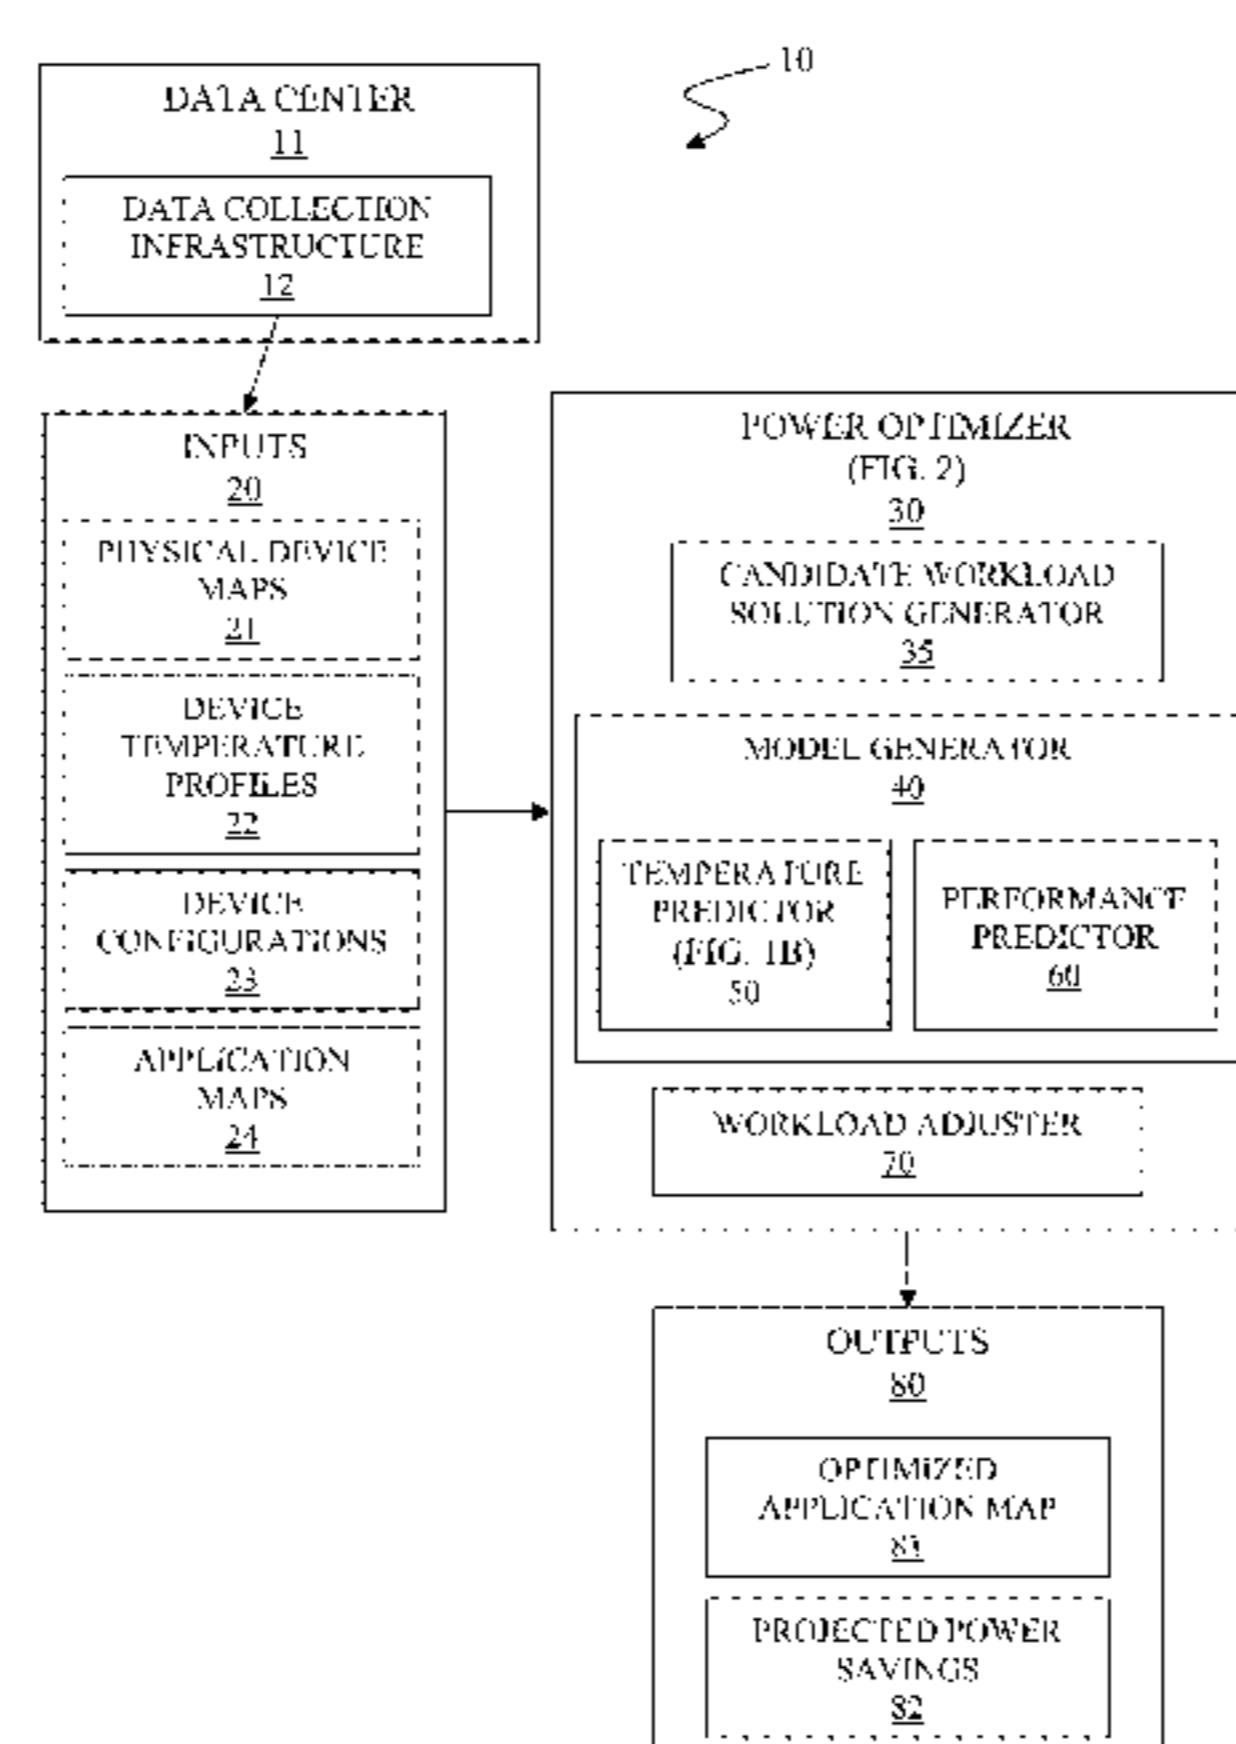 10
DATA CENTER
11
DATA COLLECTION
INFRASTRUCTURE
12
INPUTS
20
PHYSICAL DEVICE
MAPS
21
DEVICE
TEMPERATURE
PROFILES
22
DEVICE
CONFIGURATIONS
23
APPLICATION
MAPS
24
POWER OPTIMIZER
(FIG. 2)
30
CANDIDATE WORKLOAD
SOLUTION GENERATOR
35
MODEL GENERATOR
40
TEMPERATURE
PREDICTOR
(FIG. 1B)
50
PERFORMANCE
PREDICTOR
60
WORKLOAD ADJUSTER
70
OUTPUTS
80
OPTIMIZED
APPLICATION MAP
PROJECTED POWER
SAVINGS
82